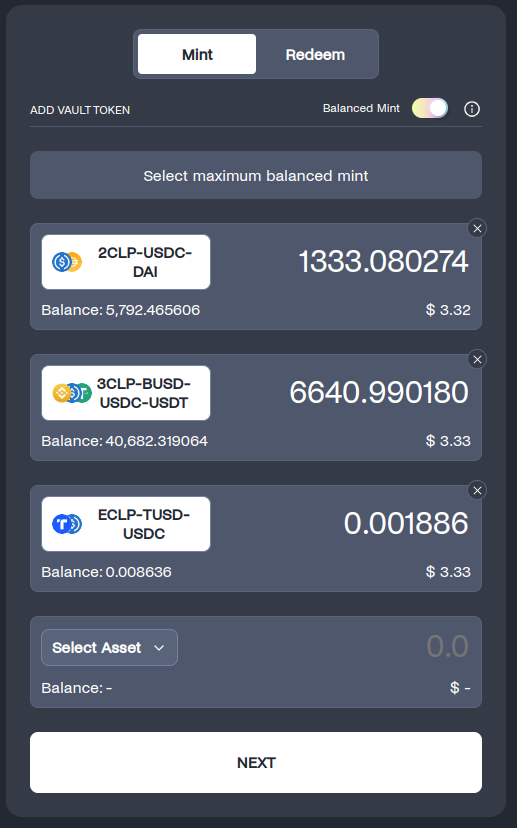 Mint Redeem
ADD VAULT TOKEN Balanced Mint
Select maximum balanced mint
2CLP-USDC-
DAI
1333.080274
Balance: 5,792.465606 $ 3.32
3CLP-BUSD-
USDC-USDT
6640.990180
Balance: 40,682.319064 $ 3.33
ECLP-TUSD-
USDC
0.001886
Balance: 0.008636 $ 3.33
Select Asset 0.0
Balance: - $ -
NEXT